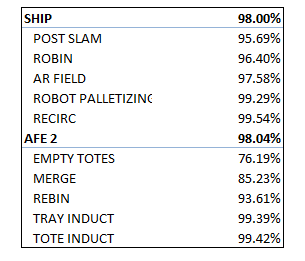 SHIP 98.00%
POST SLAM 95.69%
ROBIN 96.40%
AR FIELD 97.58%
ROBOT PALLETIZING 99.29%
RECIRC 99.54%
AFE 2 98.04%
EMPTY TOTES 76.19%
MERGE 85.23%
REBIN 93.61%
TRAY INDUCT 99.39%
TOTE INDUCT 99.42%